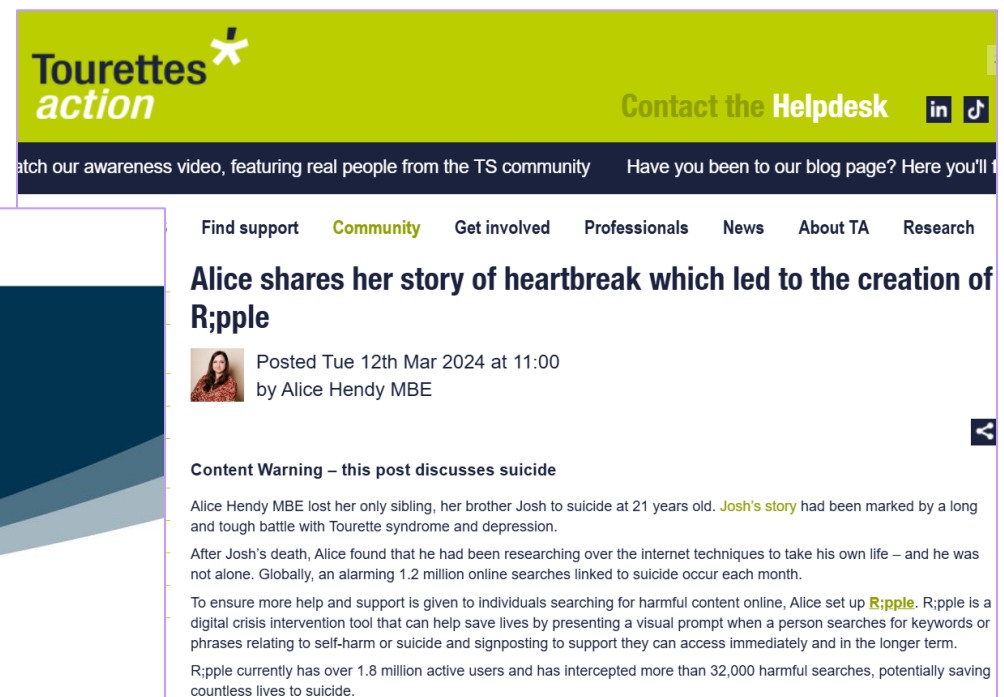 Tourettes
action
Contact the Helpdesk
atch our awareness video, featuring real people from the TS community Have you been to our blog page? Here you'll f
Find support Community Get involved Professionals News About TA Research
Alice shares her story of heartbreak which led to the creation of
R;pple
Posted Tue 12th Mar 2024 at 11:00
by Alice Hendy MBE
Content Warning – this post discusses suicide
Alice Hendy MBE lost her only sibling, her brother Josh to suicide at 21 years old. Josh's story had been marked by a long
and tough battle with Tourette syndrome and depression.
After Josh's death, Alice found that he had been researching over the internet techniques to take his own life – and he was
not alone. Globally, an alarming 1.2 million online searches linked to suicide occur each month.
To ensure more help and support is given to individuals searching for harmful content online, Alice set up R;pple. R;pple is a
digital crisis intervention tool that can help save lives by presenting a visual prompt when a person searches for keywords or
phrases relating to self-harm or suicide and signposting to support they can access immediately and in the longer term.
R;pple currently has over 1.8 million active users and has intercepted more than 32,000 harmful searches, potentially saving
countless lives to suicide.